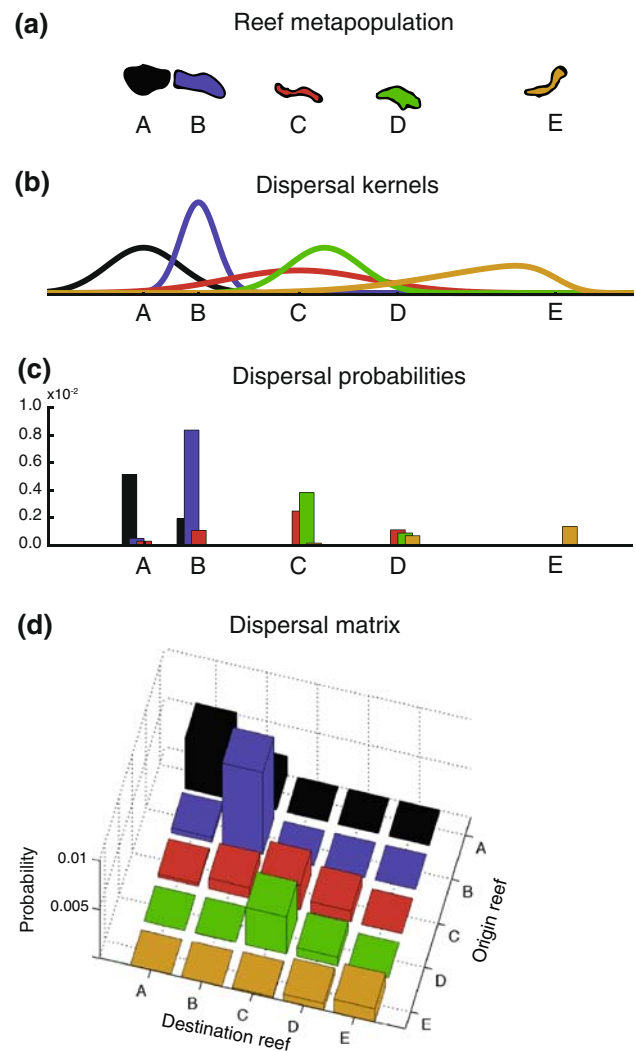 (a) Reef metapopulation
A B C D E
(b) Dispersal kernels
A B C D E
(c) Dispersal probabilities
x10-2
1.0
0.8
0.6
0.4
0.2
0.0
A B C D E
(d) Dispersal matrix
Probability
0.01
0.005
A
B
C
D
E
Origin reef
A
B
C
D
E
Destination reef